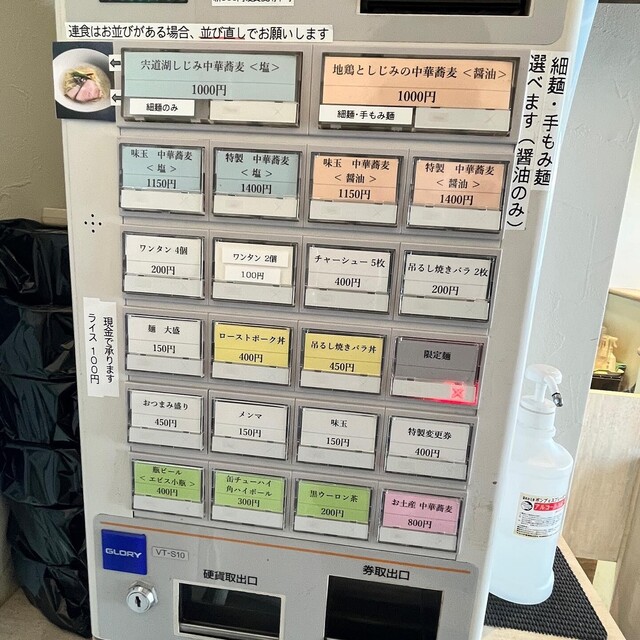 連食はお並びがある場合、並び直しでお願いします
宍道湖しじみ中華蕎麦 <塩>
1000円
細麺のみ
地鶏としじみの中華蕎麦 <醤油>
1000円
細麺・手もみ麺
細麺・手もみ麺
選べます（醤油のみ）
味玉 中華蕎麦
<塩>
1150円
特製 中華蕎麦
<塩>
1400円
味玉 中華蕎麦
<醤油>
1150円
特製 中華蕎麦
<醤油>
1400円
ワンタン 4個
200円
ワンタン 2個
100円
チャーシュー 5枚
400円
吊るし焼きバラ 2枚
200円
現金で承ります
ライス 100円
麺 大盛
150円
ローストポーク丼
400円
吊るし焼きバラ丼
450円
限定麺
おつまみ盛り
450円
メンマ
150円
味玉
150円
特製変更券
400円
瓶ビール
<エビス小瓶>
400円
缶チューハイ
角ハイボール
300円
黒ウーロン茶
200円
お土産 中華蕎麦
800円
GLORY
VT-S10
硬貨取出口
券取出口